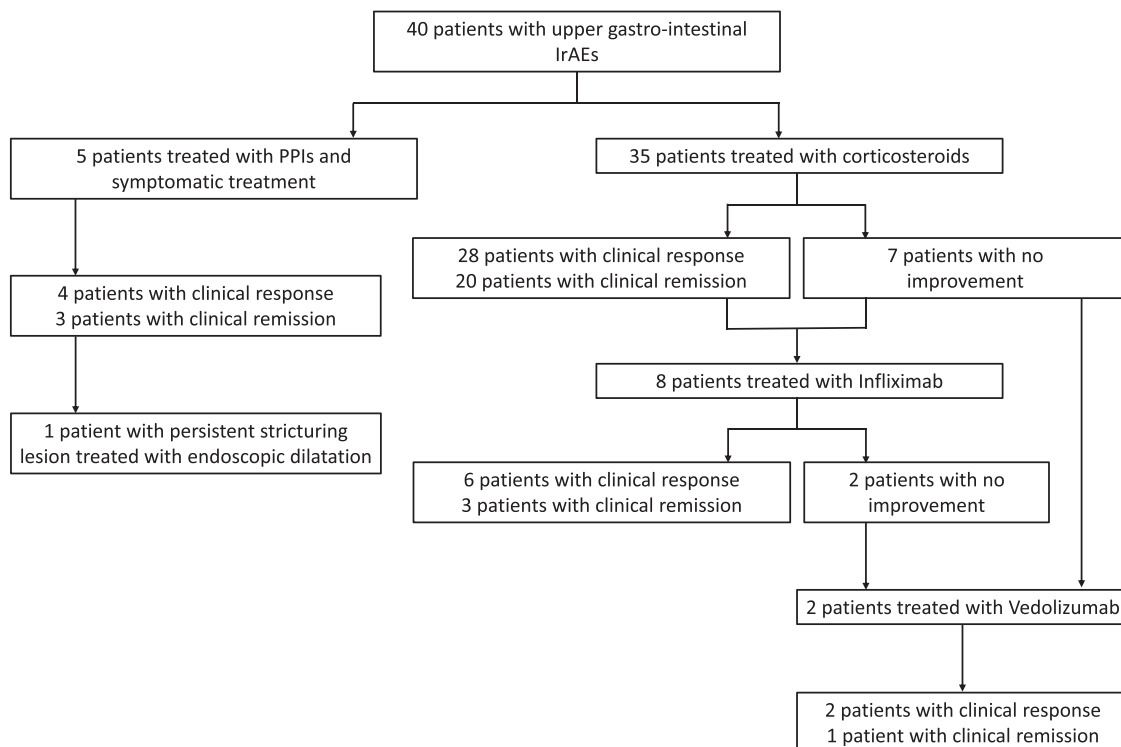 40 patients with upper gastro-intestinal
IrAEs
5 patients treated with PPIs and
symptomatic treatment
35 patients treated with corticosteroids
28 patients with clinical response
20 patients with clinical remission
7 patients with no
improvement
4 patients with clinical response
3 patients with clinical remission
8 patients treated with Infliximab
1 patient with persistent stricturing
lesion treated with endoscopic dilatation
6 patients with clinical response
3 patients with clinical remission
2 patients with no
improvement
2 patients treated with Vedolizumab
2 patients with clinical response
1 patient with clinical remission